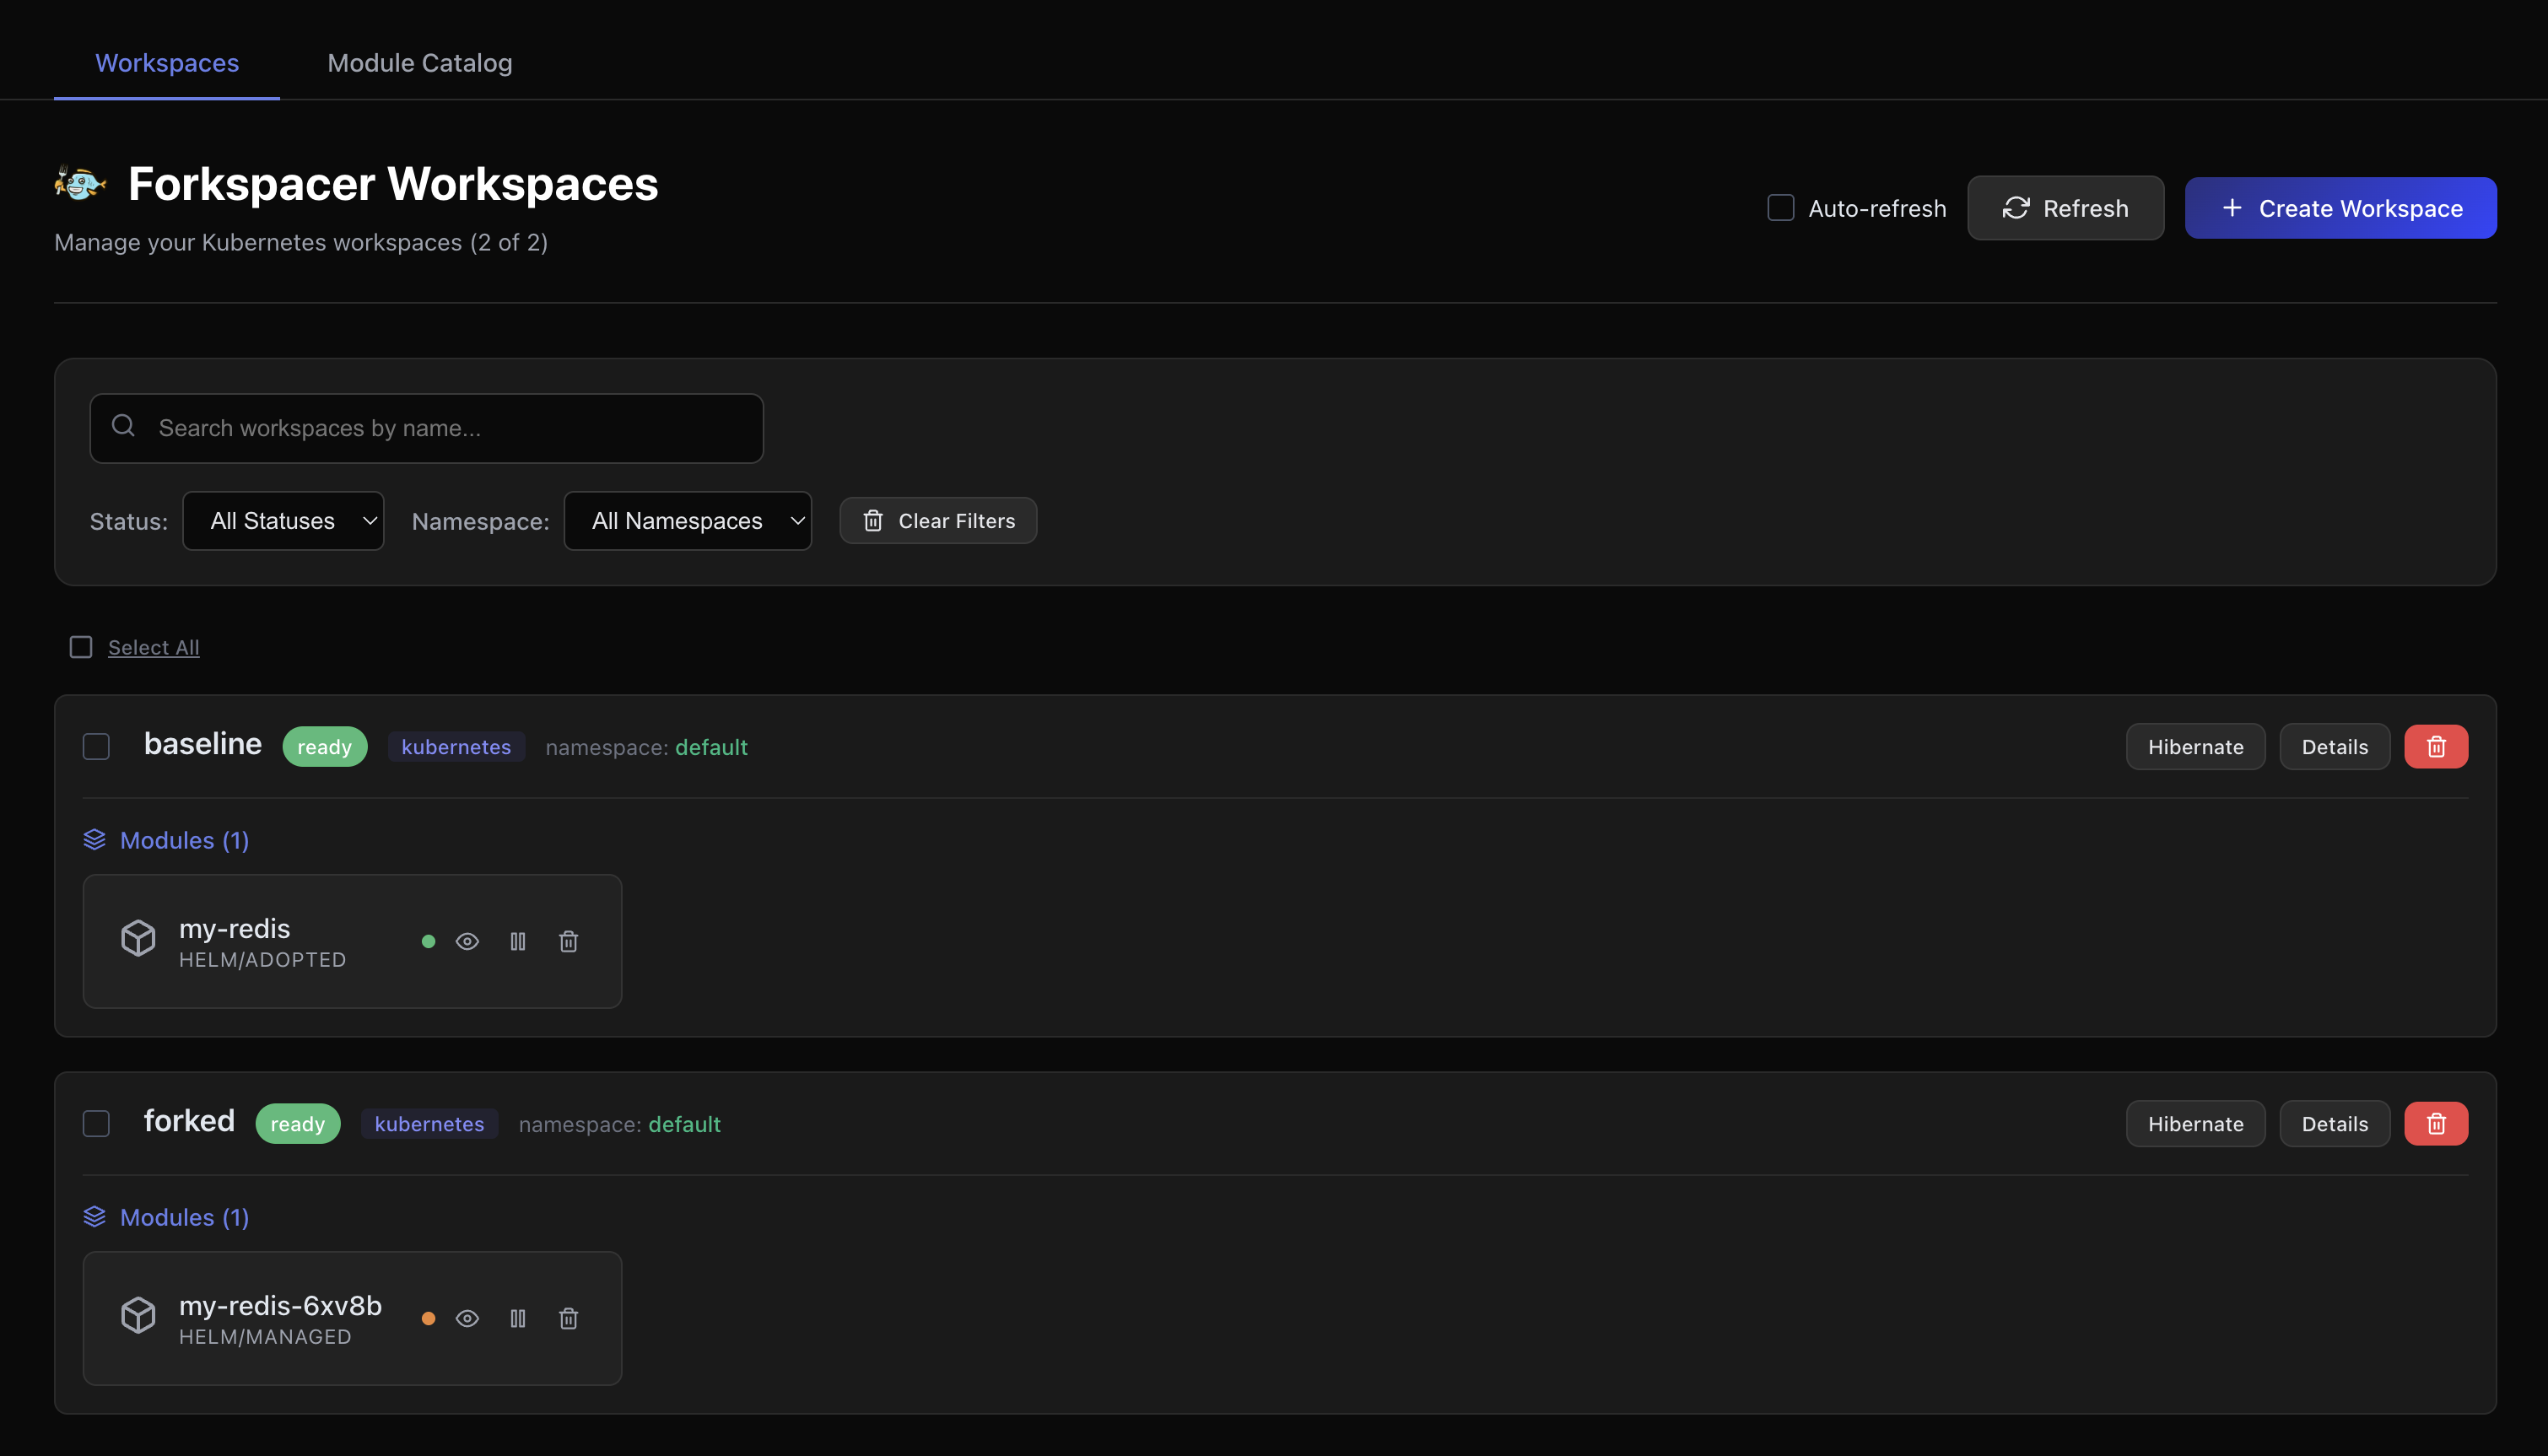 Workspaces Module Catalog
Forkspacer Workspaces
Manage your Kubernetes workspaces (2 of 2)
Auto-refresh Refresh Create Workspace
Search workspaces by name...
Status: All Statuses Namespace: All Namespaces Clear Filters
Select All
baseline ready kubernetes namespace: default Hibernate Details
Modules (1)
my-redis
HELM/ADOPTED
forked ready kubernetes namespace: default Hibernate Details
Modules (1)
my-redis-6xv8b
HELM/MANAGED